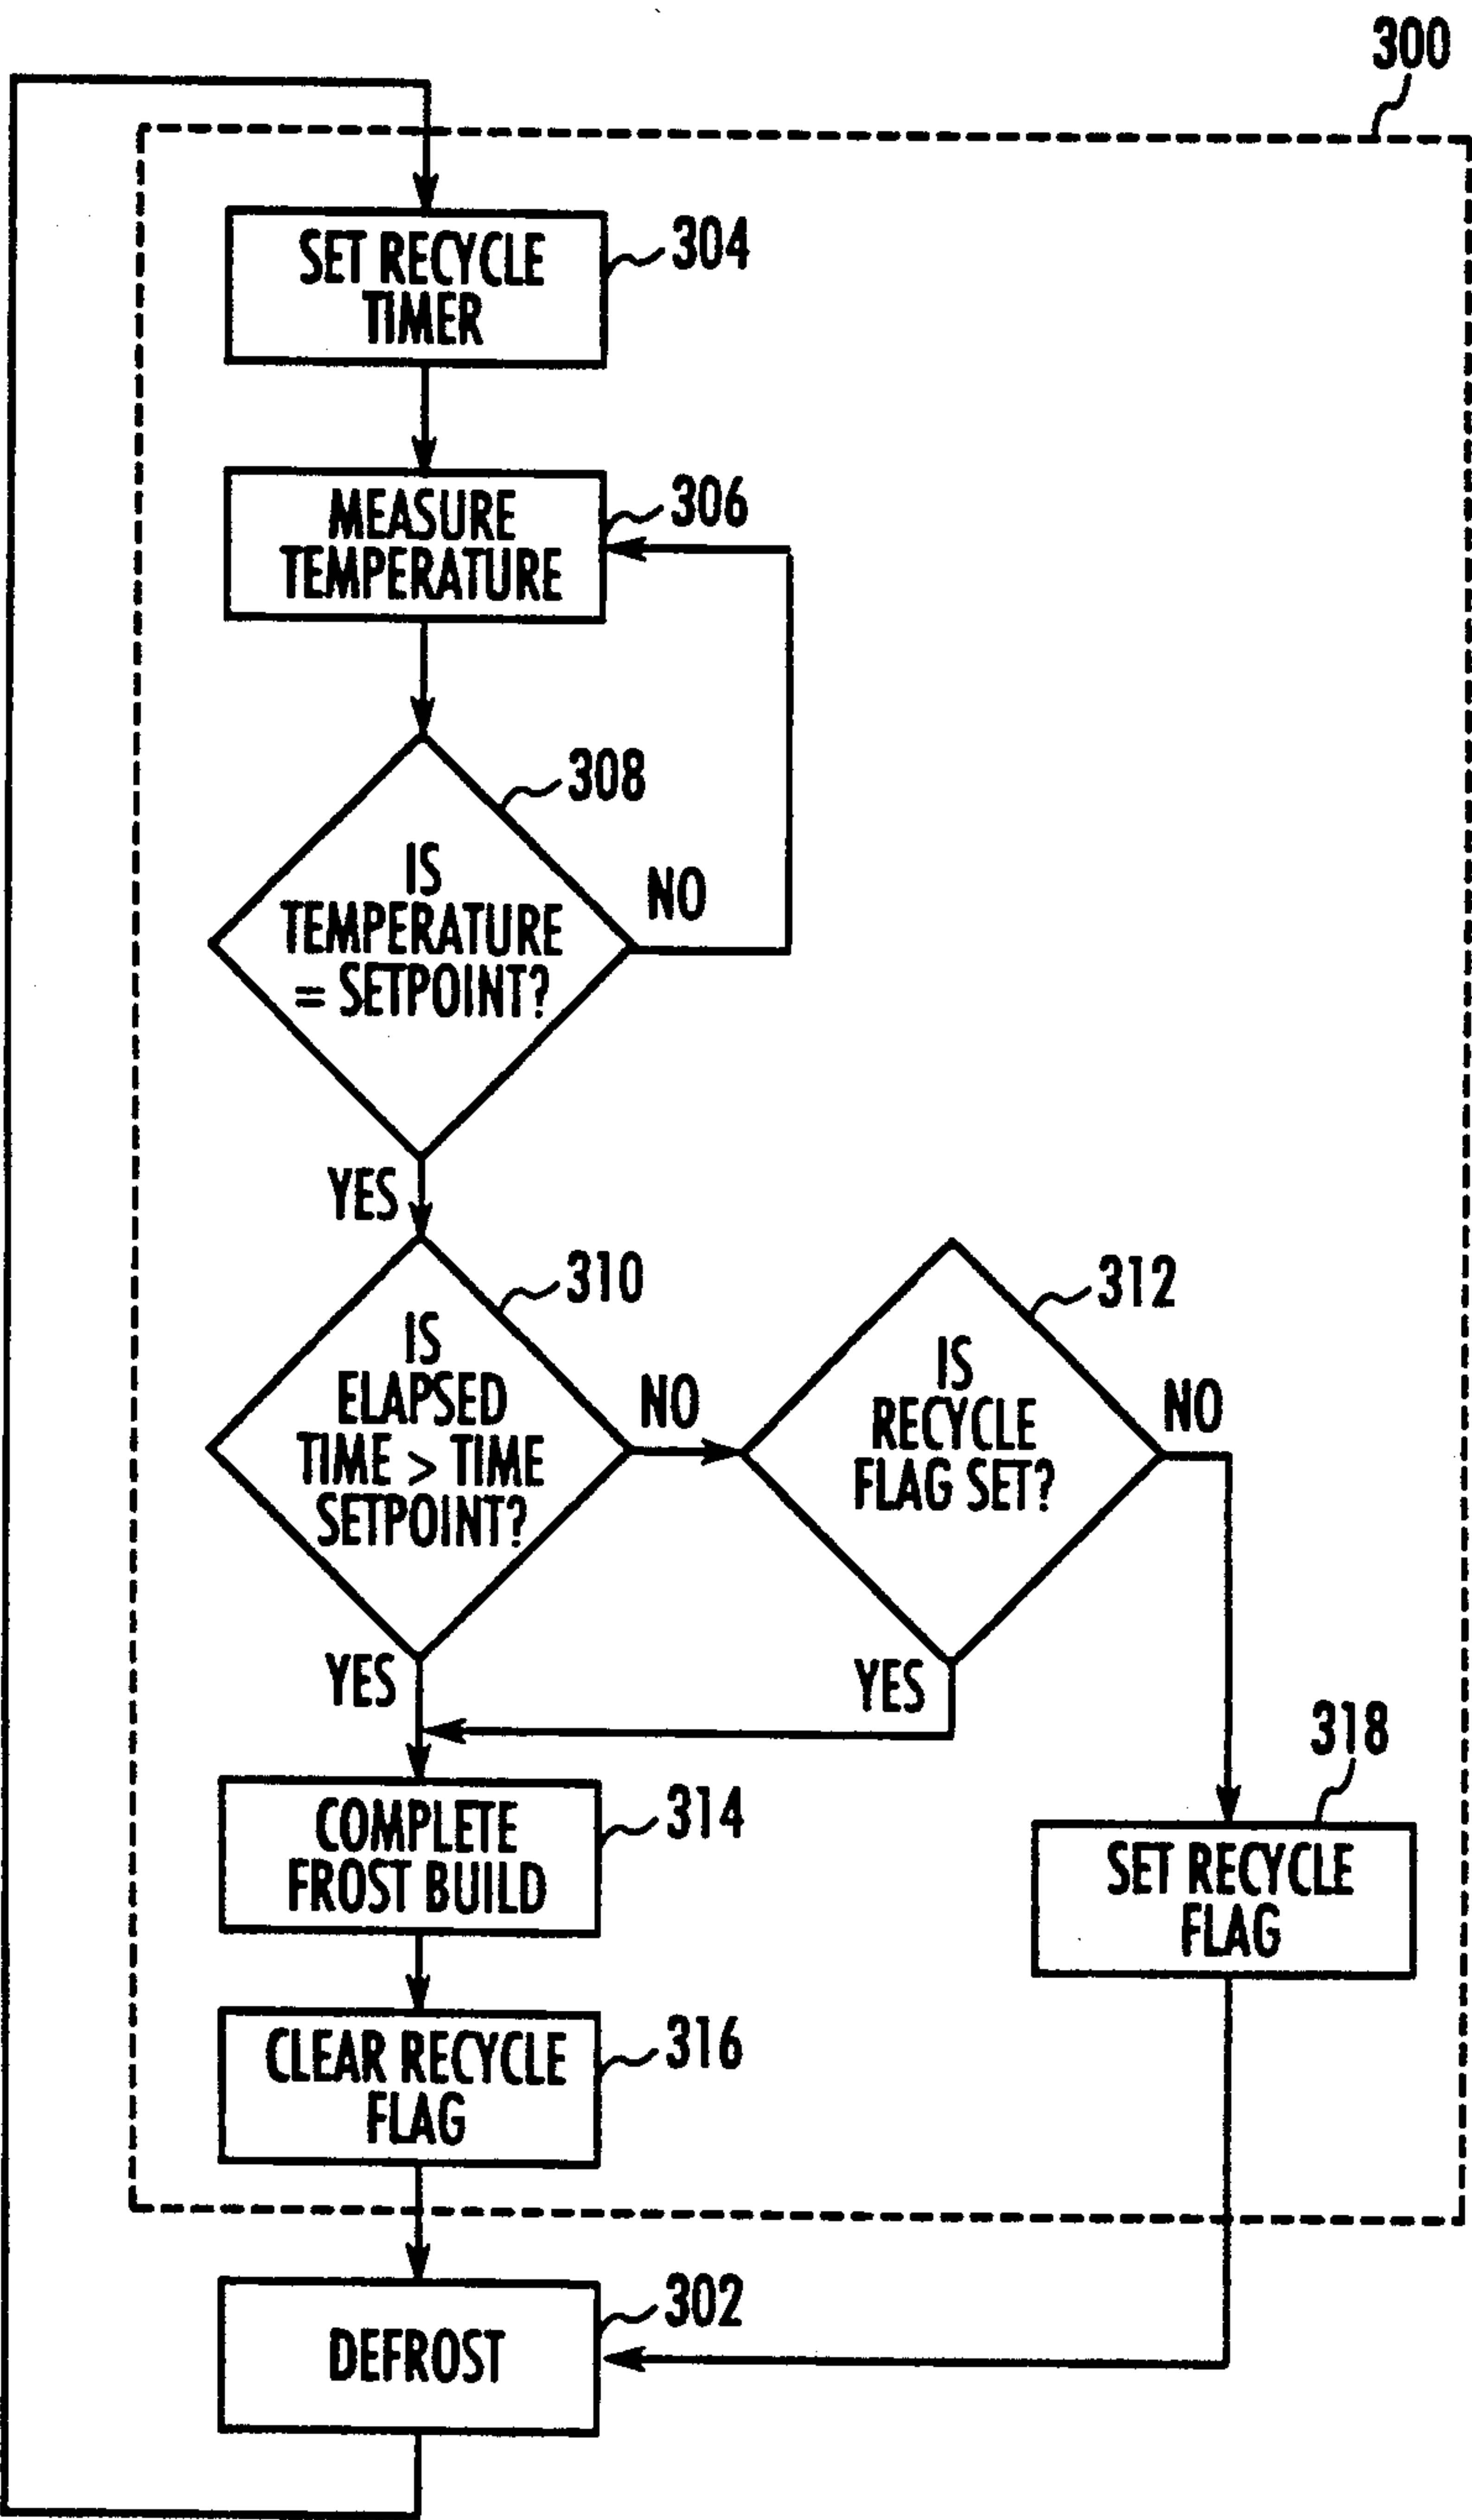 300
SET RECYCLE
TIMER
304
MEASURE
TEMPERATURE
306
308
IS
TEMPERATURE
= SETPOINT?
NO
YES
310
IS
ELAPSED
TIME > TIME
SETPOINT?
NO
YES
312
IS
RECYCLE
FLAG SET?
NO
YES
COMPLETE
FROST BUILD
314
318
SET RECYCLE
FLAG
CLEAR RECYCLE
FLAG
316
DEFROST
302